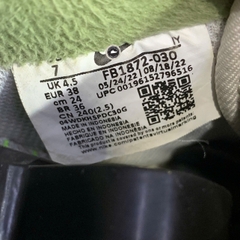 7
UK 4.5
EUR 38
cm 24
BR 36
CN 240(2.5)
FB1872-030
05/24/22 08/18/22
UPC 00196152796516
MADE IN INDONESIA
FABRIQUÉ EN INDONÉSIE
FABRICADO EN INDONESIA